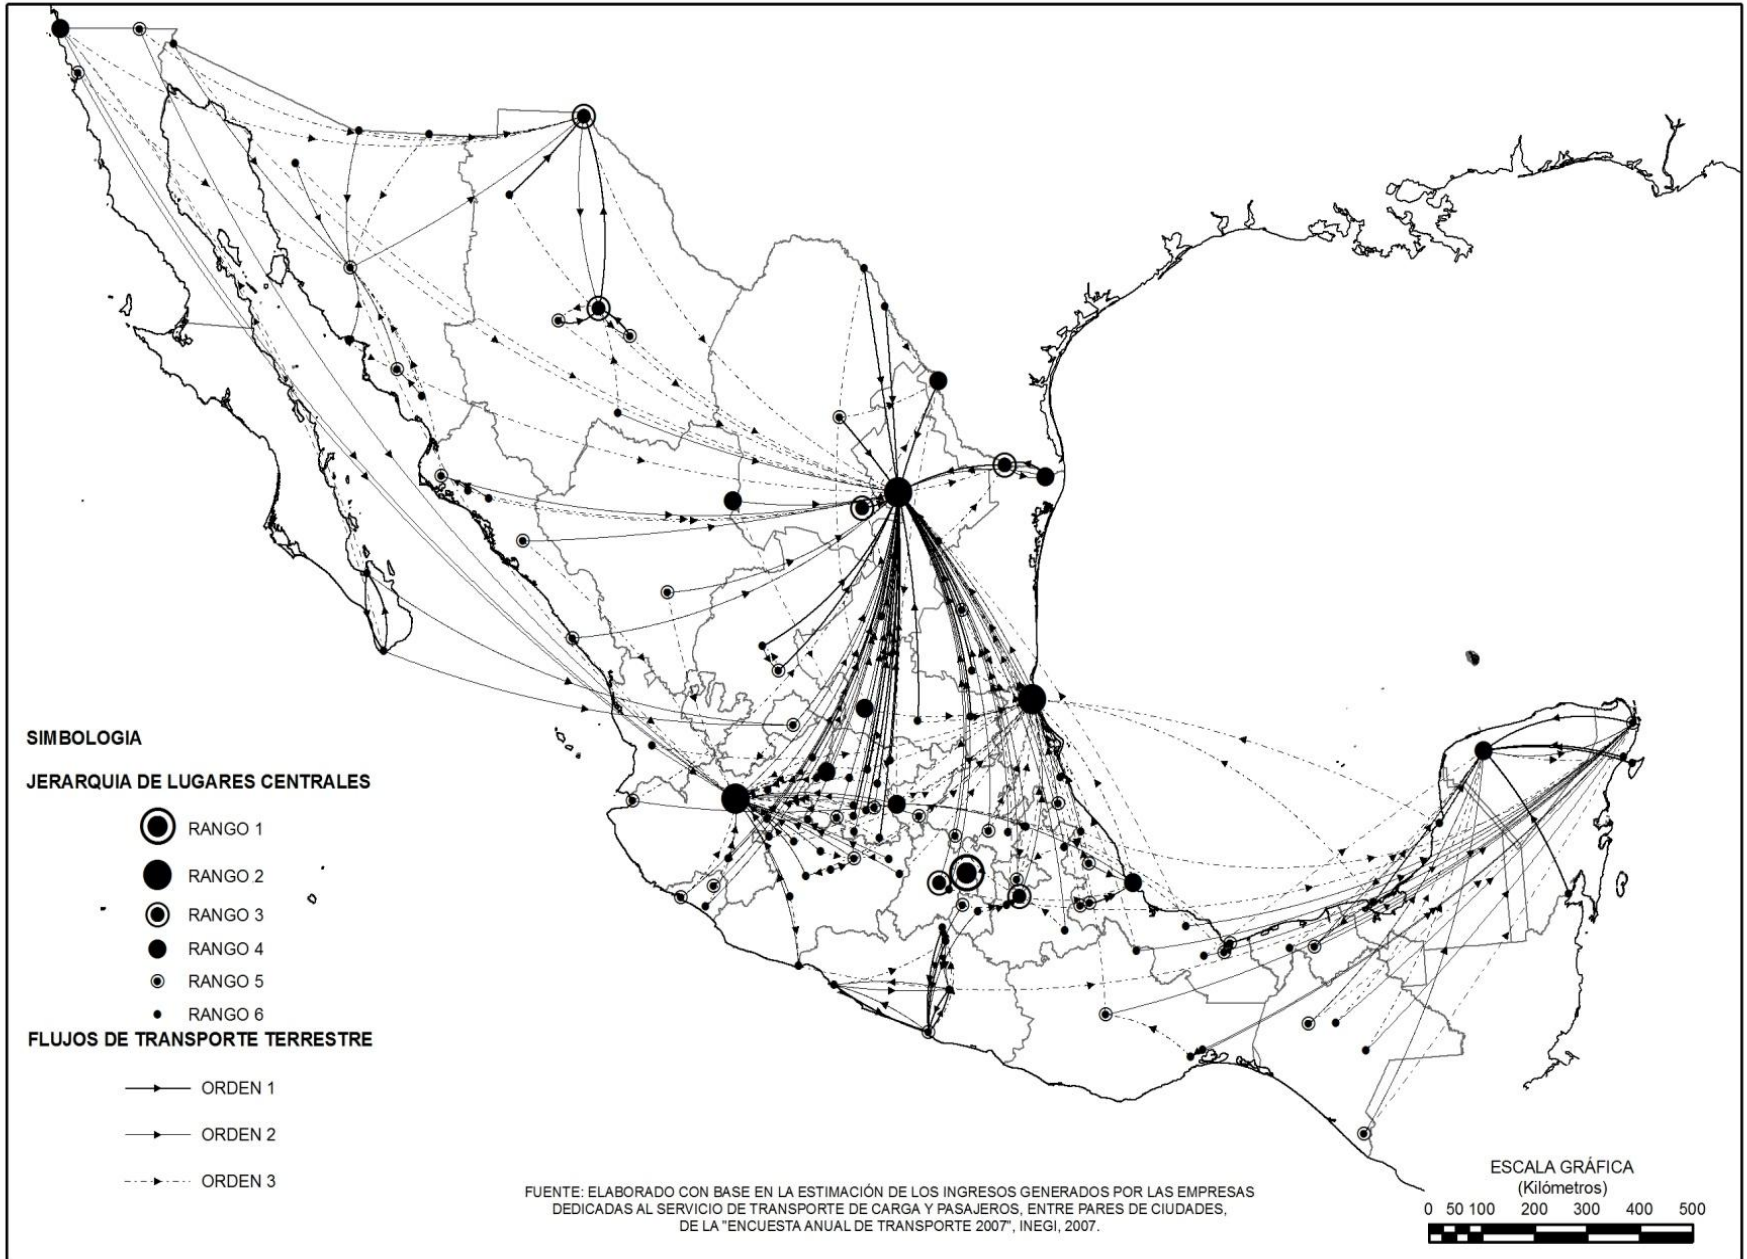 SIMBOLOGIA
JERARQUIA DE LUGARES CENTRALES
RANGO 1
RANGO 2
RANGO 3
RANGO 4
RANGO 5
RANGO 6
FLUJOS DE TRANSPORTE TERRESTRE
ORDEN 1
ORDEN 2
ORDEN 3
FUENTE: ELABORADO CON BASE EN LA ESTIMACIÓN DE LOS INGRESOS GENERADOS POR LAS EMPRESAS
DEDICADAS AL SERVICIO DE TRANSPORTE DE CARGA Y PASAJEROS, ENTRE PARES DE CIUDADES,
DE LA "ENCUESTA ANUAL DE TRANSPORTE 2007", INEGI, 2007.
ESCALA GRÁFICA
(Kilómetros)
0 50 100 200 300 400 500